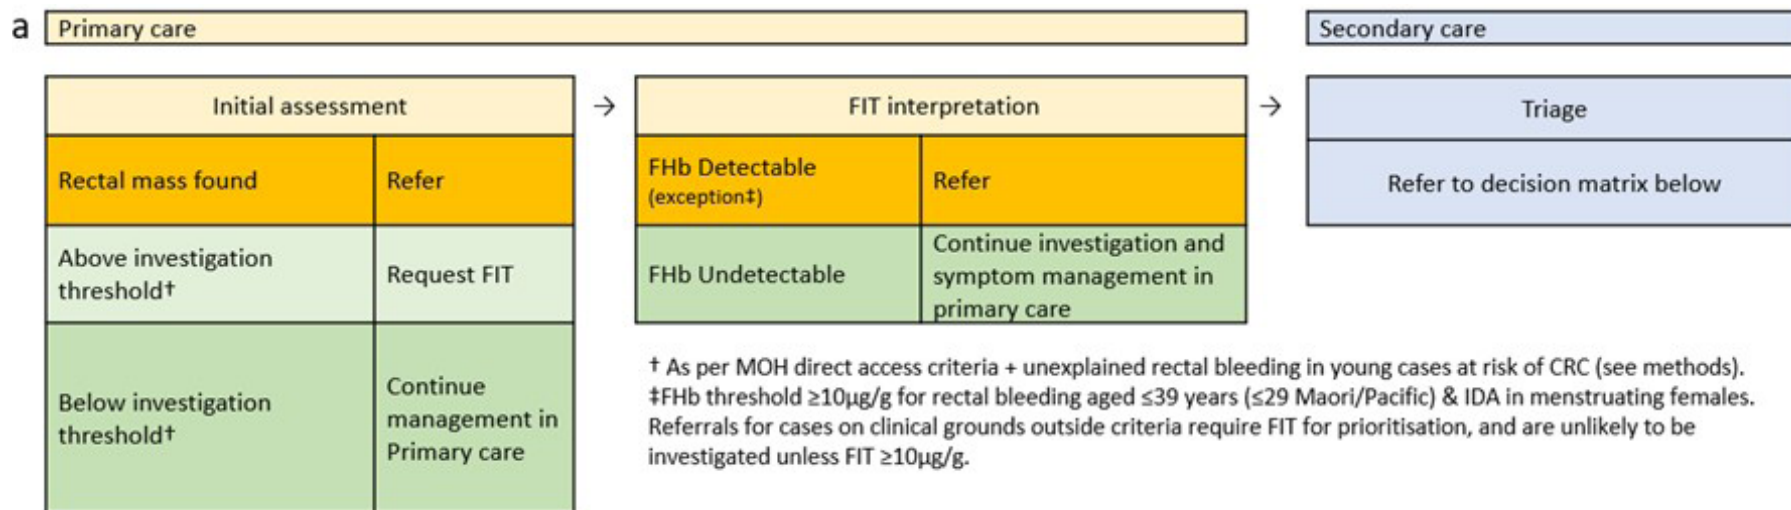 a
Primary care
Secondary care
Initial assessment
→
FIT interpretation
→
Triage
Rectal mass found
Refer
FHb Detectable
(exception‡)
Refer
Refer to decision matrix below
Above investigation
threshold†
Request FIT
FHb Undetectable
Continue investigation and
symptom management in
primary care
Below investigation
threshold†
Continue
management in
Primary care
† As per MOH direct access criteria + unexplained rectal bleeding in young cases at risk of CRC (see methods).
‡FHb threshold ≥10µg/g for rectal bleeding aged ≤39 years (≤29 Maori/Pacific) & IDA in menstruating females.
Referrals for cases on clinical grounds outside criteria require FIT for prioritisation, and are unlikely to be
investigated unless FIT ≥10µg/g.